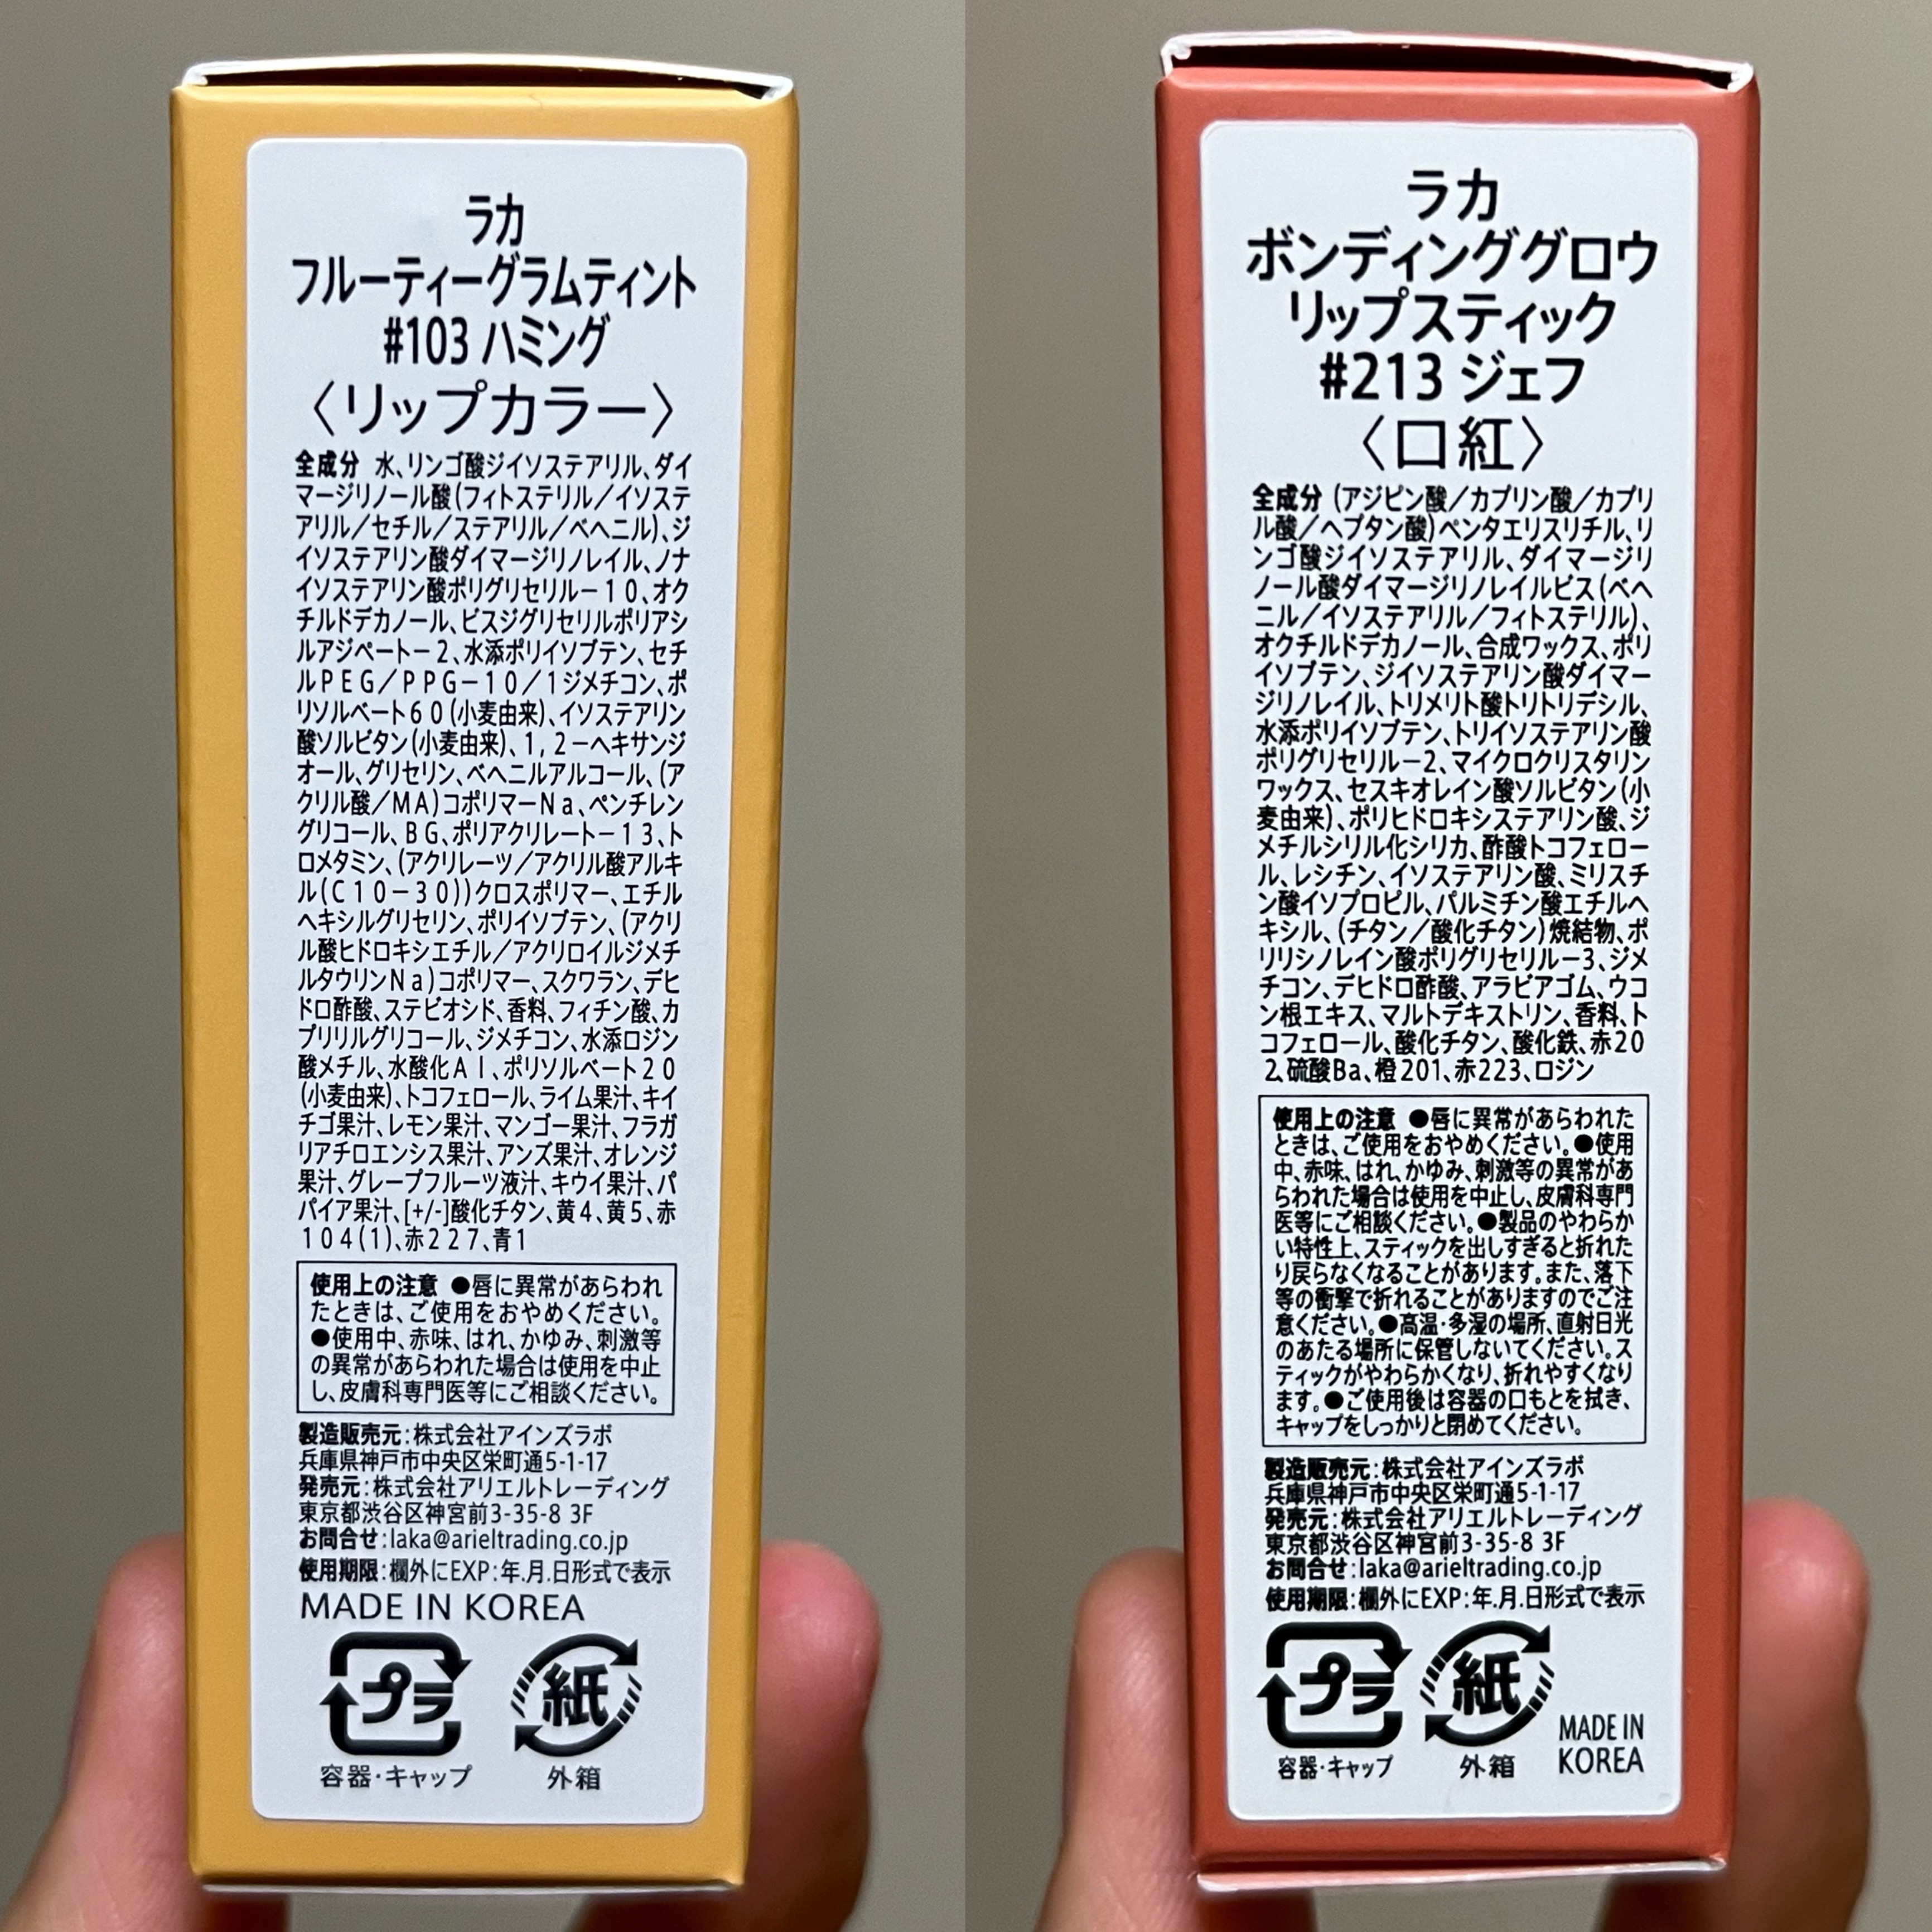 ラカ
フルーティーグラムティント
#103 ハミング
〈リップカラー〉
全成分 水、リンゴ酸ジイソステアリル、ダイ
マージリノール酸(フィトステリル／イソステ
アリル／セチル／ステアリル／ベヘニル)、ジ
イソステアリン酸ダイマージリノレイル、ノナ
イソステアリン酸ポリグリセリル－10、オク
チルドデカノール、ビスジグリセリルポリアシ
ルアジペート－2、水添ポリイソブテン、セチ
ルPEG／PPG－10／1ジメチコン、ポ
リソルベート60(小麦由来)、イソステアリン
酸ソルビタン(小麦由来)、1,2－ヘキサンジ
オール、グリセリン、ベヘニルアルコール、(ア
クリル酸／MA)コポリマーNa、ペンチレン
グリコール、BG、ポリアクリレート－13、ト
ロメタミン、(アクリレーツ／アクリル酸アルキ
ル(C10－30))クロスポリマー、エチル
ヘキシルグリセリン、ポリイソブテン、(アクリ
ル酸ヒドロキシエチル／アクリロイルジメチ
ルタウリンNa)コポリマー、スクワラン、デヒ
ドロ酢酸、ステビオシド、香料、フィチン酸、カ
プリリルグリコール、ジメチコン、水添ロジン
酸メチル、水酸化Al、ポリソルベート20
(小麦由来)、トコフェロール、ライム果汁、キイ
チゴ果汁、レモン果汁、マンゴー果汁、フラガ
リアチロエンシス果汁、アンズ果汁、オレンジ
果汁、グレープフルーツ液汁、キウイ果汁、パ
パイア果汁、[+/-]酸化チタン、黄4、黄5、赤
104(1)、赤227、青1
使用上の注意 ●唇に異常があらわれ
たときは、ご使用をおやめください。
●使用中、赤味、はれ、かゆみ、刺激等
の異常があらわれた場合は使用を中止
し、皮膚科専門医等にご相談ください。
製造販売元：株式会社アインズラボ
兵庫県神戸市中央区栄町通5-1-17
発売元：株式会社アリエルトレーディング
東京都渋谷区神宮前3-35-8 3F
お問合せ：laka@arieltrading.co.jp
使用期限：欄外にEXP：年.月.日形式で表示
MADE IN KOREA
プラ
紙
容器・キャップ
外箱
ラカ
ボンディンググロウ
リップスティック
#213 ジェフ
〈口紅〉
全成分 (アジピン酸／カプリン酸／カプリ
ル酸／ヘプタン酸)ペンタエリスリチル、リ
ンゴ酸ジイソステアリル、ダイマージリ
ノール酸ダイマージリノレイルビス(ベヘ
ニル／イソステアリル／フィトステリル)、
オクチルドデカノール、合成ワックス、ポリ
イソブテン、ジイソステアリン酸ダイマー
ジリノレイル、トリメリト酸トリトリデシル、
水添ポリイソブテン、トリイソステアリン酸
ポリグリセリル－2、マイクロクリスタリン
ワックス、セスキオレイン酸ソルビタン(小
麦由来)、ポリヒドロキシステアリン酸、ジ
メチルシリル化シリカ、酢酸トコフェロー
ル、レシチン、イソステアリン酸、ミリスチ
ン酸イソプロピル、パルミチン酸エチルヘ
キシル、(チタン／酸化チタン)焼結物、ポ
リリシノレイン酸ポリグリセリル－3、ジメ
チコン、デヒドロ酢酸、アラビアゴム、ウコ
ン根エキス、マルトデキストリン、香料、ト
コフェロール、酸化チタン、酸化鉄、赤20
2、硫酸Ba、橙201、赤223、ロジン
使用上の注意 ●唇に異常があらわれた
ときは、ご使用をおやめください。●使用
中、赤味、はれ、かゆみ、刺激等の異常があ
らわれた場合は使用を中止し、皮膚科専門
医等にご相談ください。●製品のやわらか
い特性上、スティックを出しすぎると折れた
り戻らなくなることがあります。また、落下
等の衝撃で折れることがありますのでご注
意ください。●高温・多湿の場所、直射日光
のあたる場所に保管しないでください。ス
ティックがやわらかくなり、折れやすくなり
ます。●ご使用後は容器の口もとを拭き、
キャップをしっかりと閉めてください。
製造販売元：株式会社アインズラボ
兵庫県神戸市中央区栄町通5-1-17
発売元：株式会社アリエルトレーディング
東京都渋谷区神宮前3-35-8 3F
お問合せ：laka@arieltrading.co.jp
使用期限：欄外にEXP：年.月.日形式で表示
プラ
紙
容器・キャップ
外箱
MADE IN
KOREA